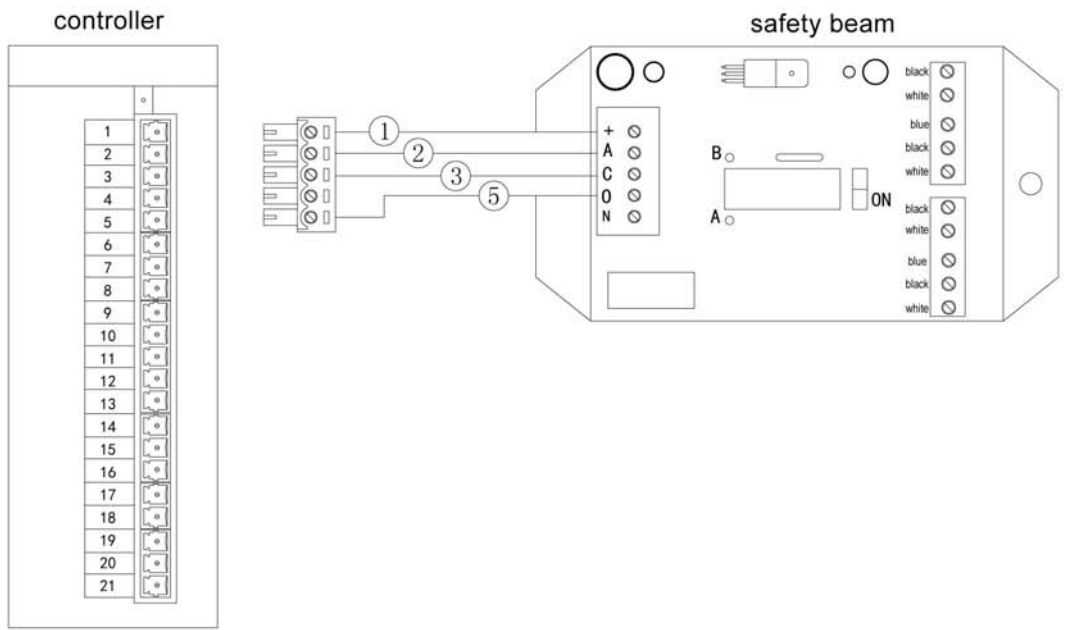 controller
safety beam
1
2
3
4
5
6
7
8
9
10
11
12
13
14
15
16
17
18
19
20
21
①
②
③
⑤
+
A
C
O
N
B
A
ON
black
white
blue
black
white
black
white
blue
black
white